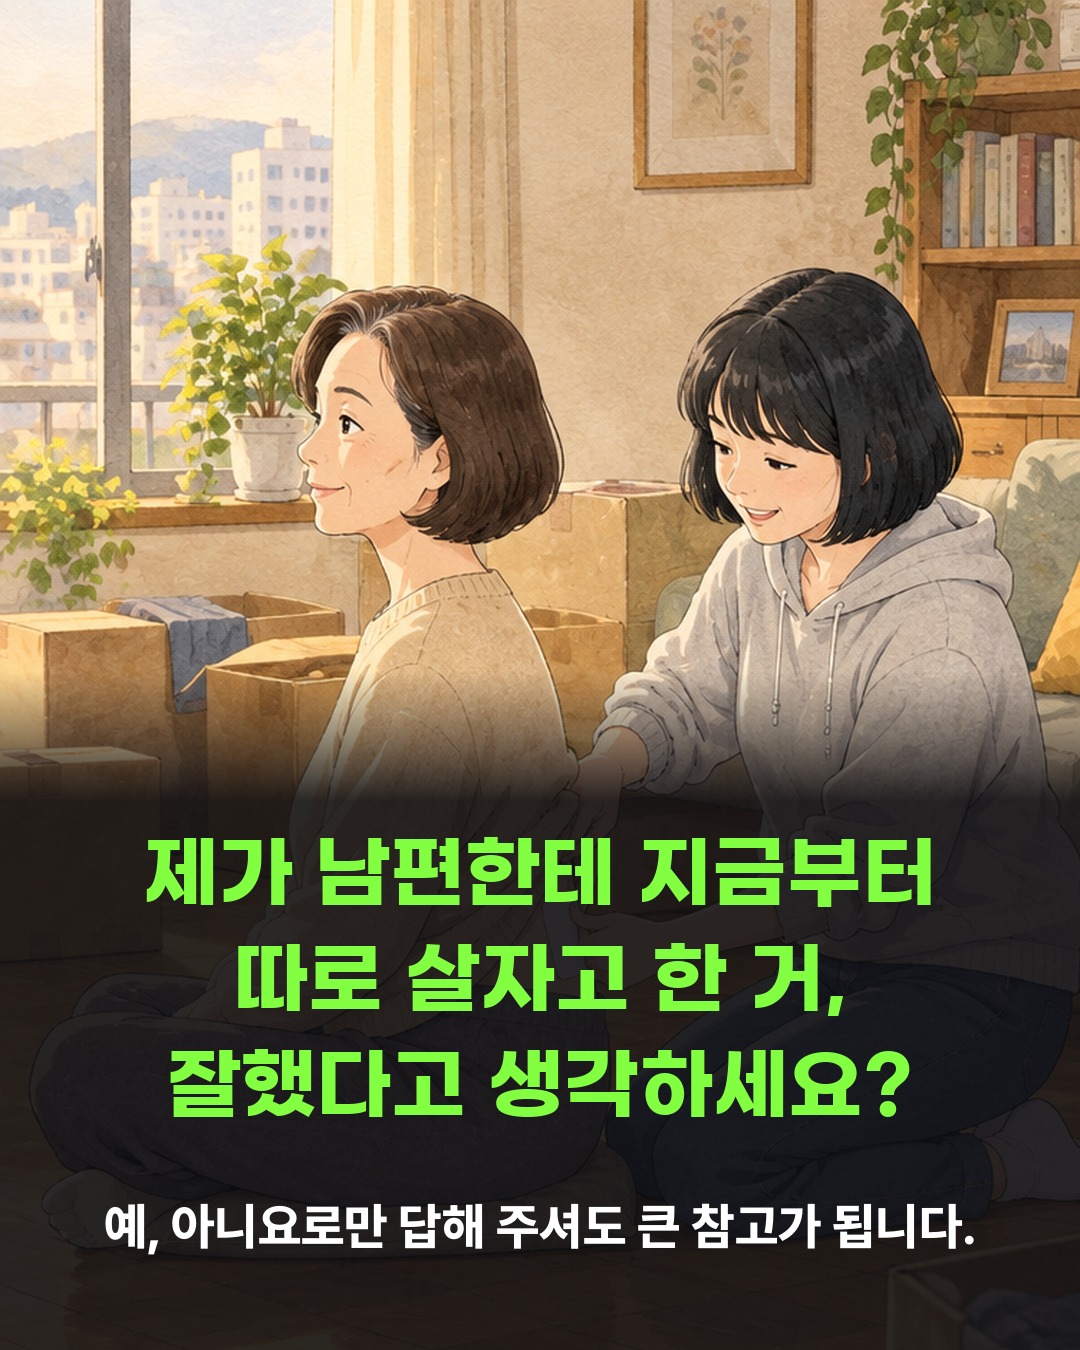 제가 남편한테 지금부터
따로 살자고 한 거,
잘했다고 생각하세요?
예, 아니요로만 답해 주셔도 큰 참고가 됩니다.